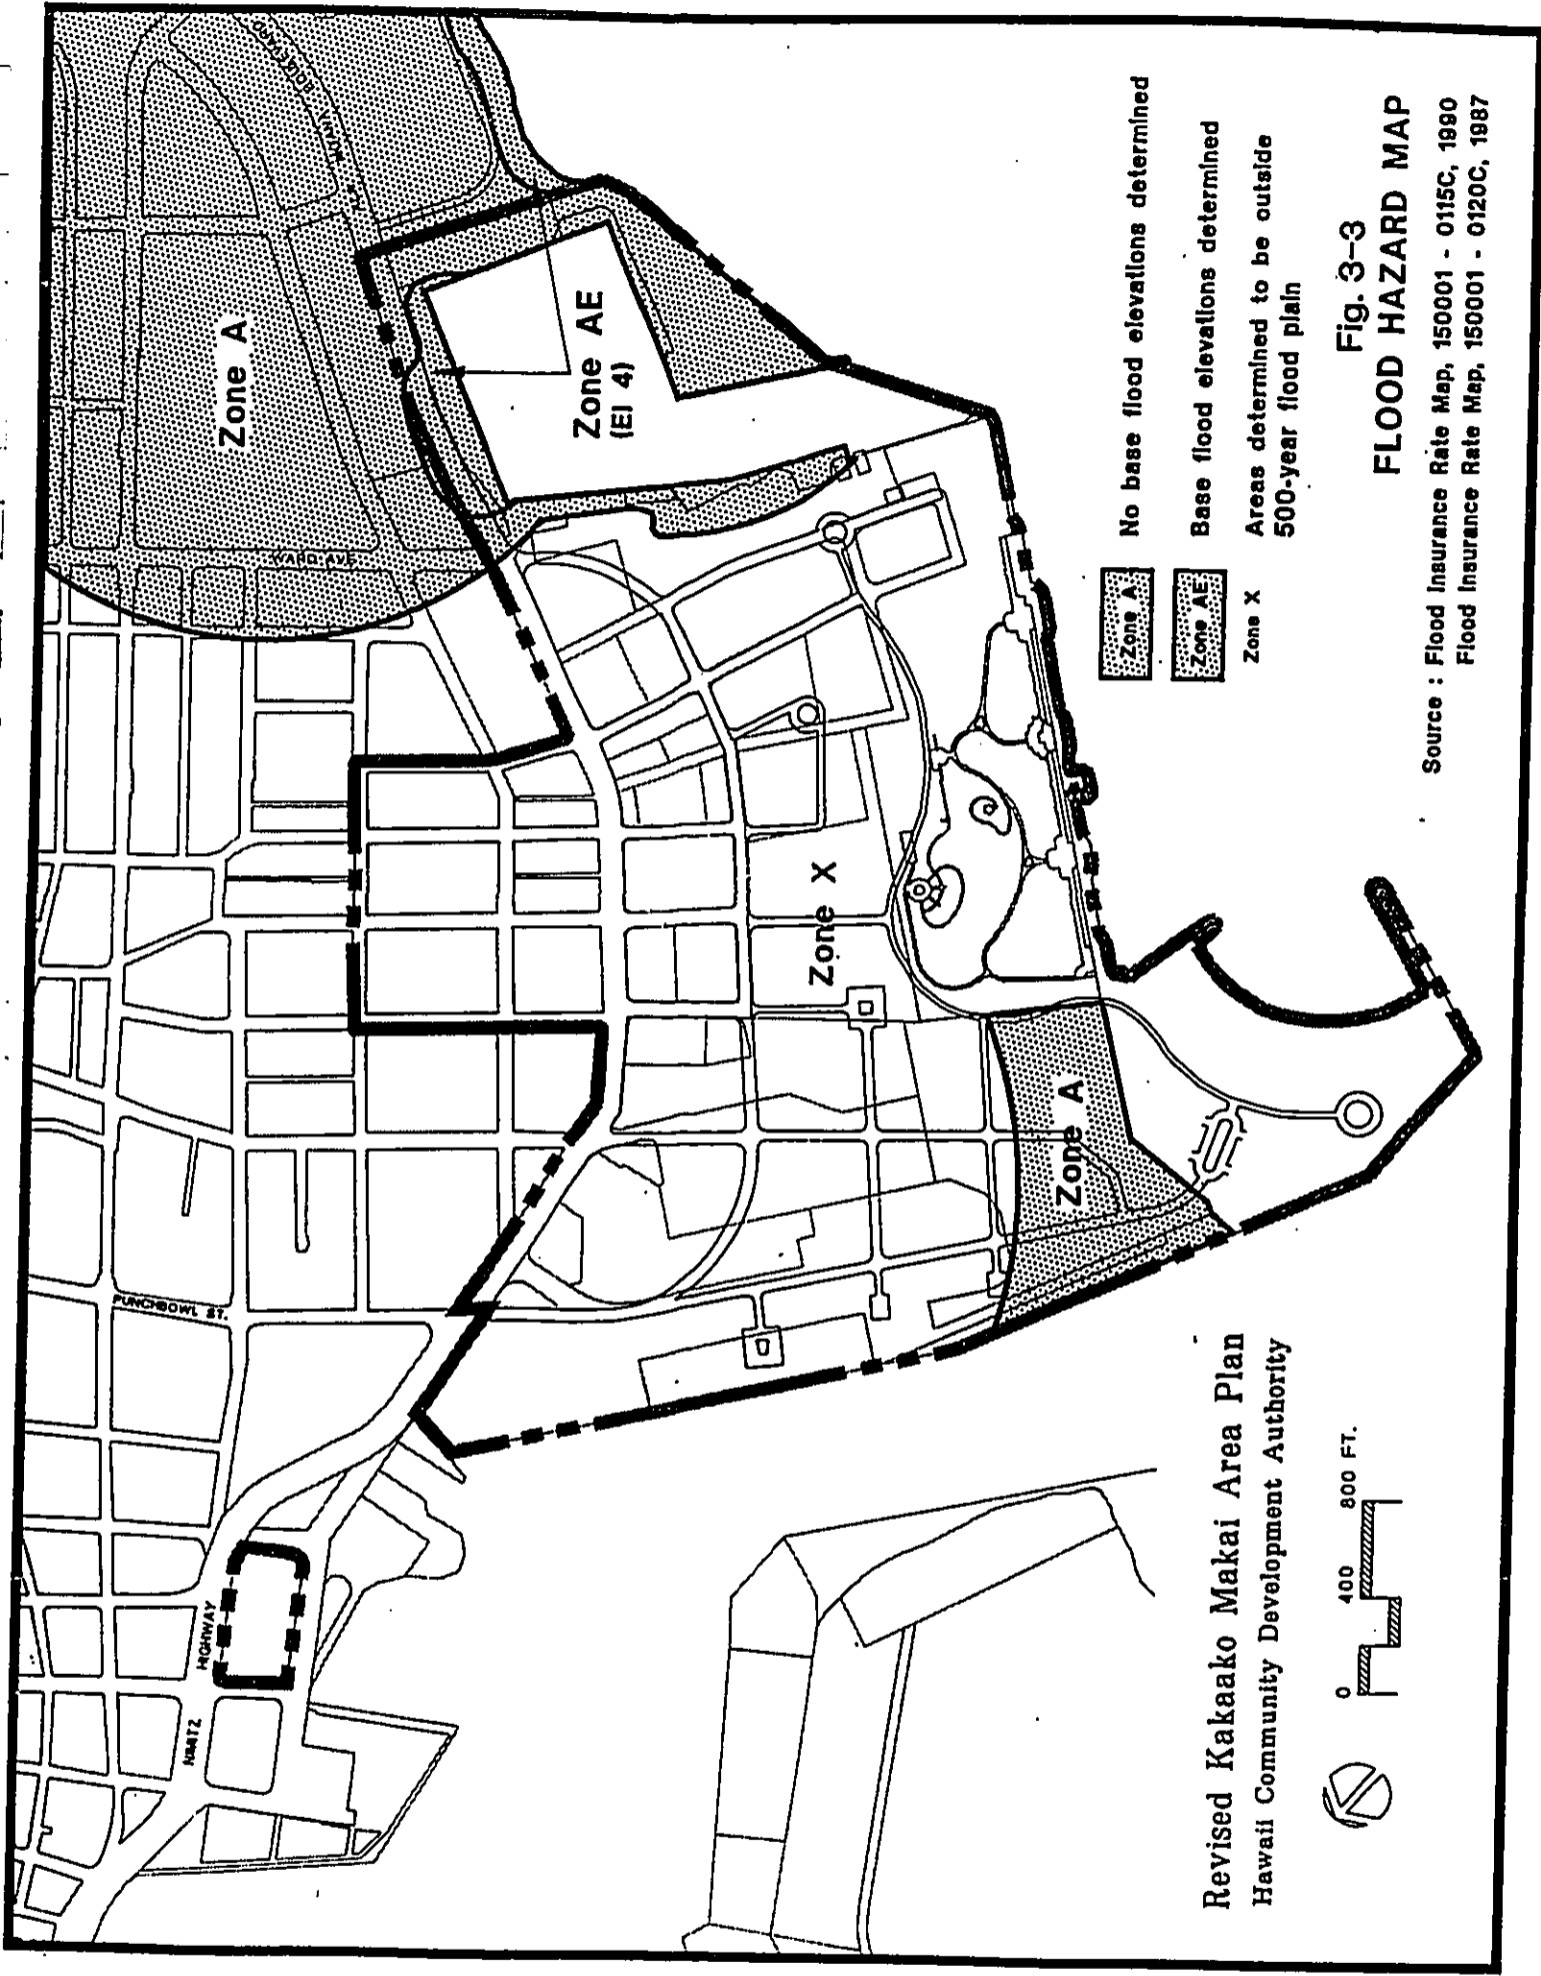 ALA MOANA BOULEVARD
Zone A
WARD AVE
Zone AE
(El 4)
Zone X
Zone A
PUNCHBOWL ST.
NIMITZ HIGHWAY
Zone A
No base flood elevations determined
Zone AE
Base flood elevations determined
Zone X
Areas determined to be outside
500-year flood plain
Fig. 3-3
FLOOD HAZARD MAP
Source : Flood Insurance Rate Map, 150001 - 0115C, 1990
Flood Insurance Rate Map, 150001 - 0120C, 1987
Revised Kakaako Makai Area Plan
Hawaii Community Development Authority
0 400 800 FT.